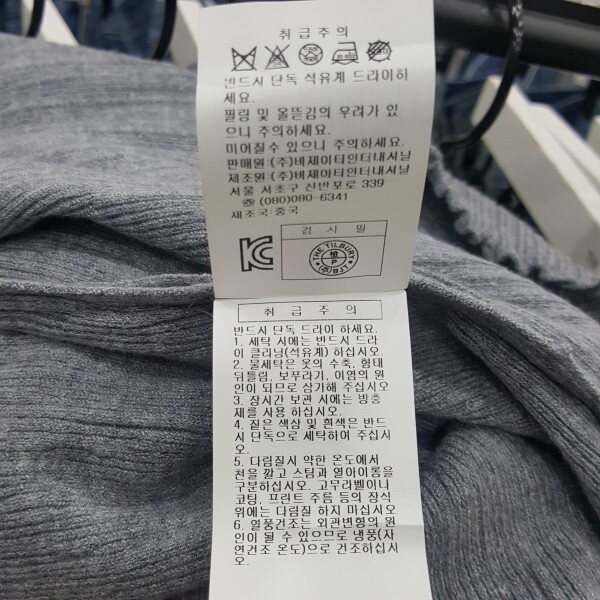 취급주의
반드시 단독 석유계 드라이하
세요.
필링 및 올뜯김의 우려가 있
으니 주의하세요.
미어질수 있으니 주의하세요.
판매원:(주)비제이티인터내셔날
제조원:(주)비제이티인터내셔날
서울 서초구 신반포로 339
☎ (080)080-6341
제조국:중국
검 사 필
THE TILBURY
檢
P
(주)BJT
취 급 주 의
반드시 단독 드라이 하세요.
1. 세탁 시에는 반드시 드라
이 클리닝(석유계) 하십시오.
2. 물세탁은 옷의 수축, 형태
뒤틀림, 보푸라기, 이염의 원
인이 되므로 삼가해 주십시오
3. 장시간 보관 시에는 방충
제를 사용 하십시오.
4. 짙은 색상 및 흰색은 반드
시 단독으로 세탁하여 주십시
오.
5. 다림질시 약한 온도에서
천을 깔고 스팀과 열아이롱을
구분하십시오. 고무라벨이나
코팅, 프린트 주름 등의 장식
위에는 다림질 하지 마십시오
6. 열풍건조는 외관변형의 원
인이 될 수 있으므로 냉풍(자
연건조 온도)으로 건조하십시
오.